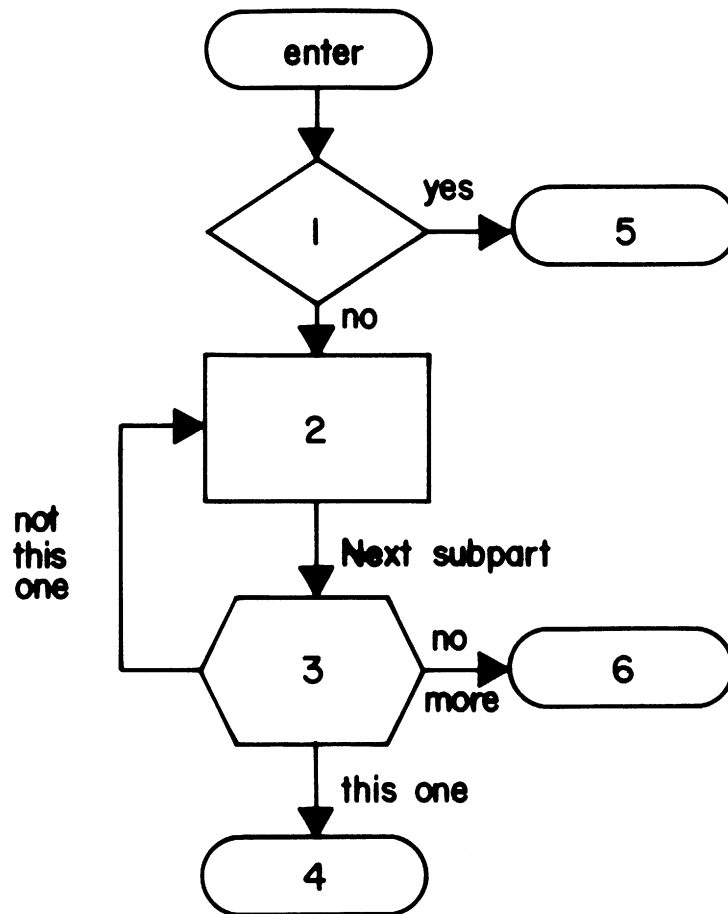 enter
1
yes
5
no
2
not
this
one
Next subpart
3
no
more
6
this one
4